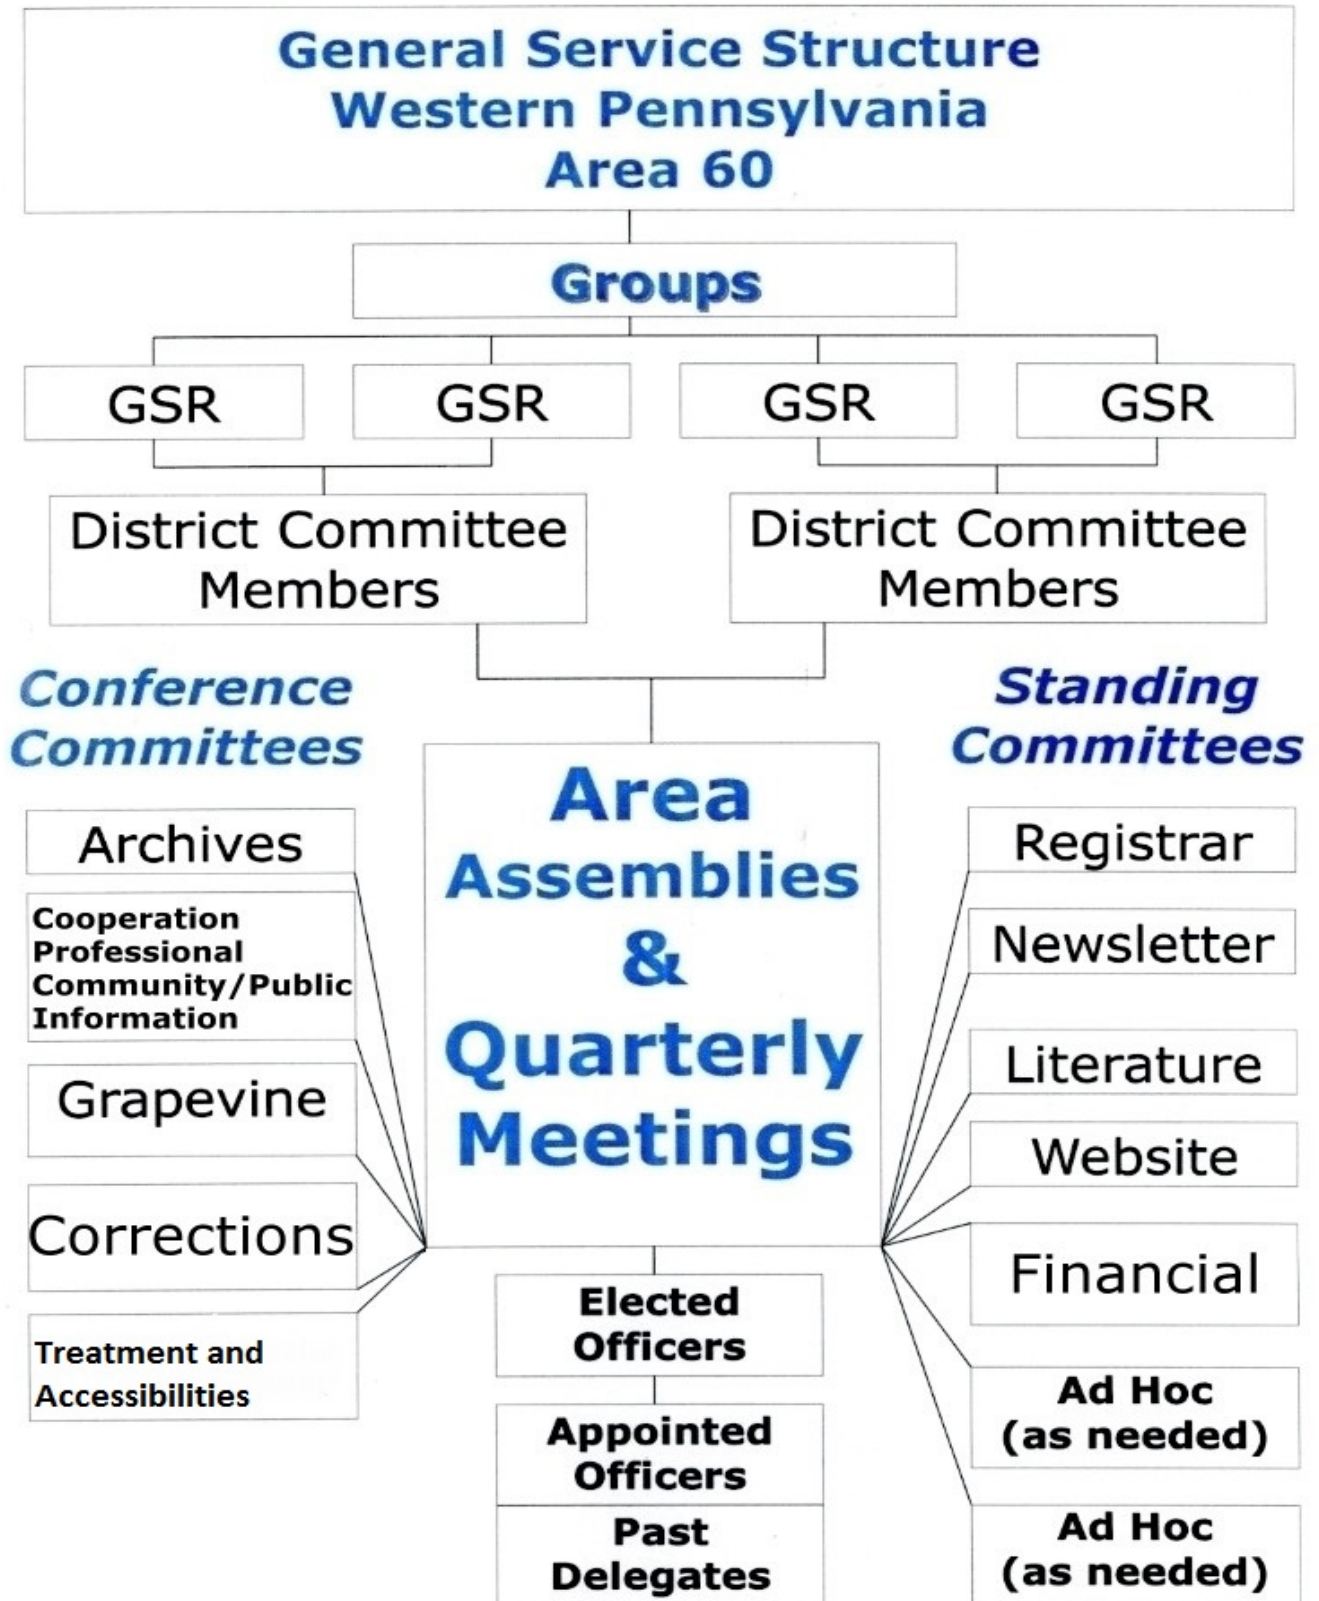 General Service Structure
Western Pennsylvania
Area 60
Groups
GSR
GSR
GSR
GSR
District Committee
Members
District Committee
Members
Conference
Committees
Archives
Cooperation
Professional
Community/Public
Information
Grapevine
Corrections
Treatment and
Accessibilities
Area
Assemblies
&
Quarterly
Meetings
Elected
Officers
Appointed
Officers
Past
Delegates
Standing
Committees
Registrar
Newsletter
Literature
Website
Financial
Ad Hoc
(as needed)
Ad Hoc
(as needed)